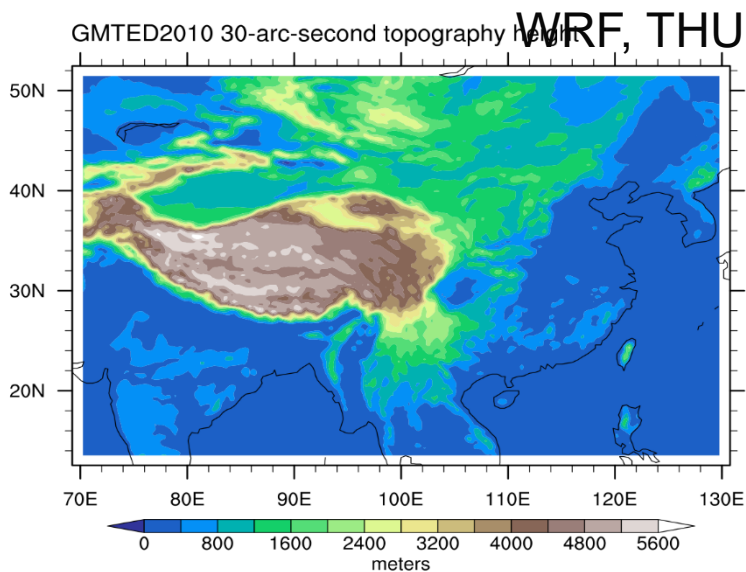 GMTED2010 30-arc-second topography height
WRF, THU
50N
40N
30N
20N
70E 80E 90E 100E 110E 120E 130E
0 800 1600 2400 3200 4000 4800 5600
meters